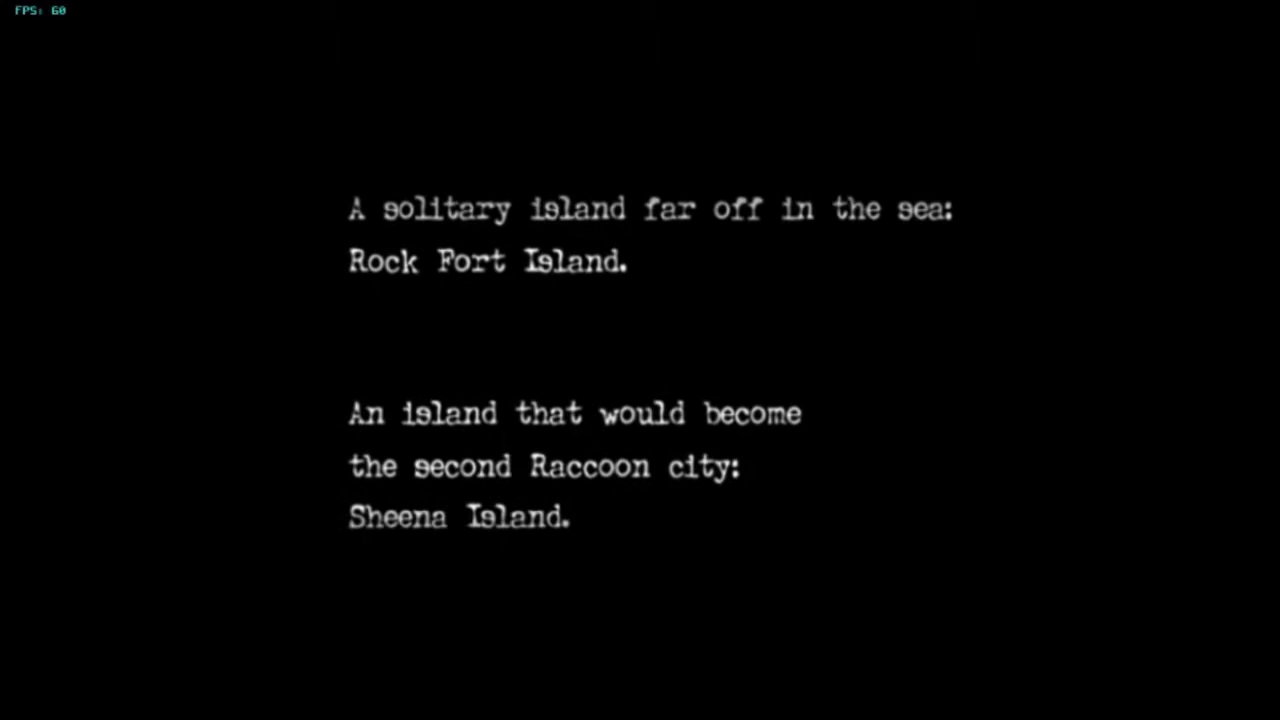 FPS: 60
A solitary island far off in the sea:
Rock Fort Island.
An island that would become
the second Raccoon city:
Sheena Island.